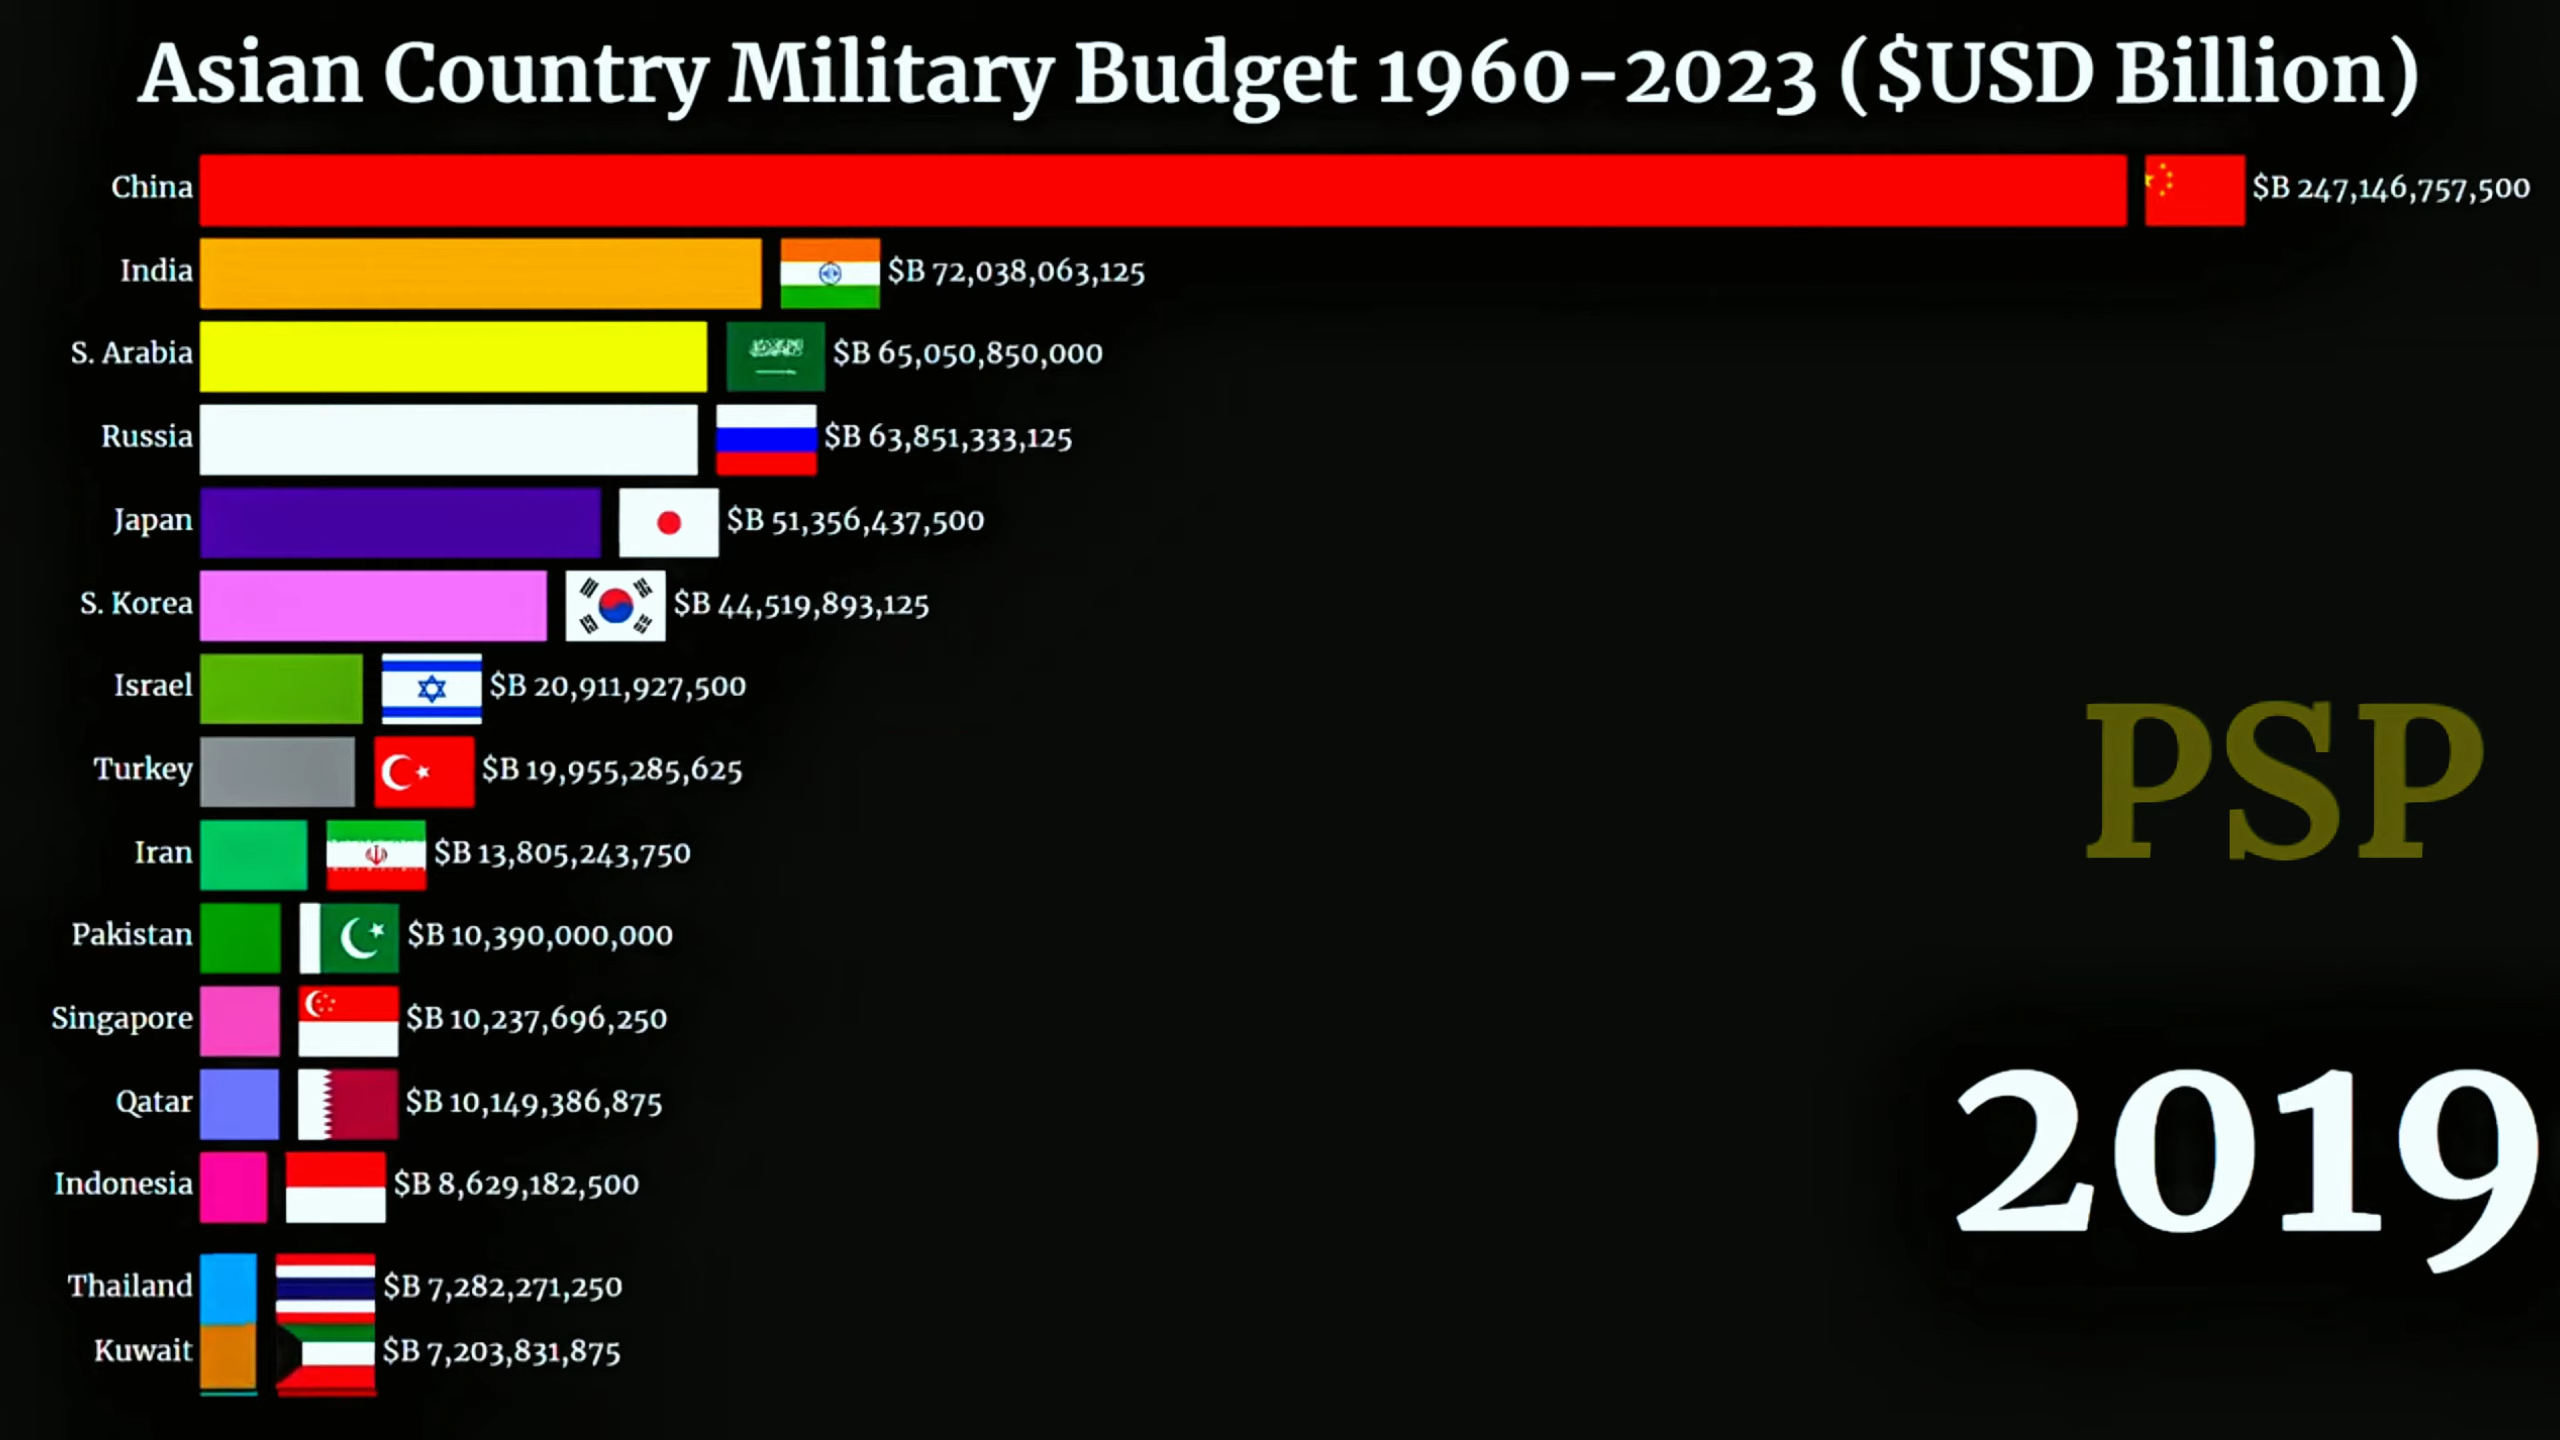 Asian Country Military Budget 1960-2023 ($USD Billion)
China $B 247,146,757,500
India $B 72,038,063,125
S. Arabia $B 65,050,850,000
Russia $B 63,851,333,125
Japan $B 51,356,437,500
S. Korea $B 44,519,893,125
Israel $B 20,911,927,500
Turkey $B 19,955,285,625
Iran $B 13,805,243,750
Pakistan $B 10,390,000,000
Singapore $B 10,237,696,250
Qatar $B 10,149,386,875
Indonesia $B 8,629,182,500
Thailand $B 7,282,271,250
Kuwait $B 7,203,831,875
PSP
2019